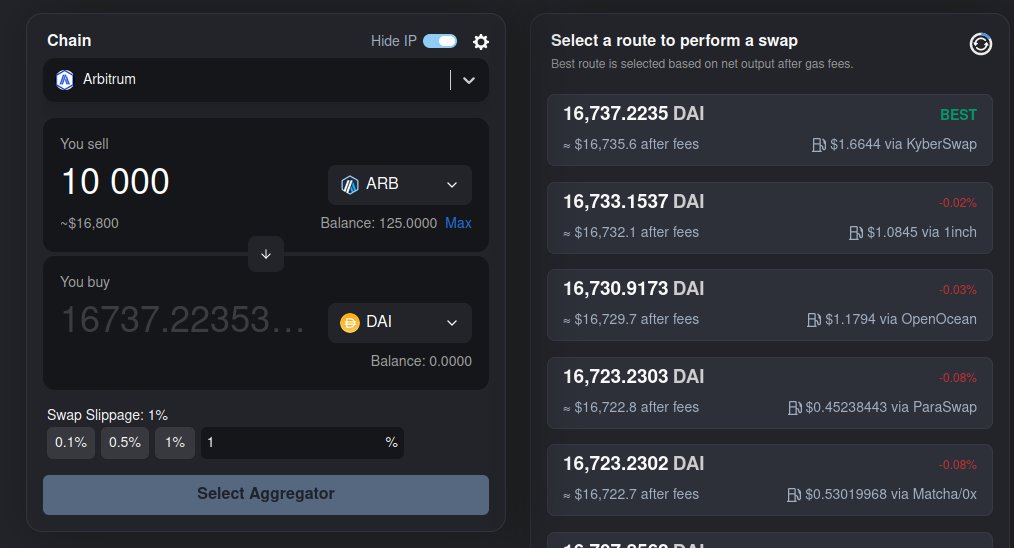 Chain
Hide IP
Arbitrum
You sell
10 000
ARB
~$16,800
Balance: 125.0000 Max
You buy
16737.22353...
DAI
Balance: 0.0000
Swap Slippage: 1%
0.1%
0.5%
1%
1
%
Select Aggregator
Select a route to perform a swap
Best route is selected based on net output after gas fees.
16,737.2235 DAI
BEST
≈ $16,735.6 after fees
$1.6644 via KyberSwap
16,733.1537 DAI
-0.02%
≈ $16,732.1 after fees
$1.0845 via 1inch
16,730.9173 DAI
-0.03%
≈ $16,729.7 after fees
$1.1794 via OpenOcean
16,723.2303 DAI
-0.08%
≈ $16,722.8 after fees
$0.45238443 via ParaSwap
16,723.2302 DAI
-0.08%
≈ $16,722.7 after fees
$0.53019968 via Matcha/0x